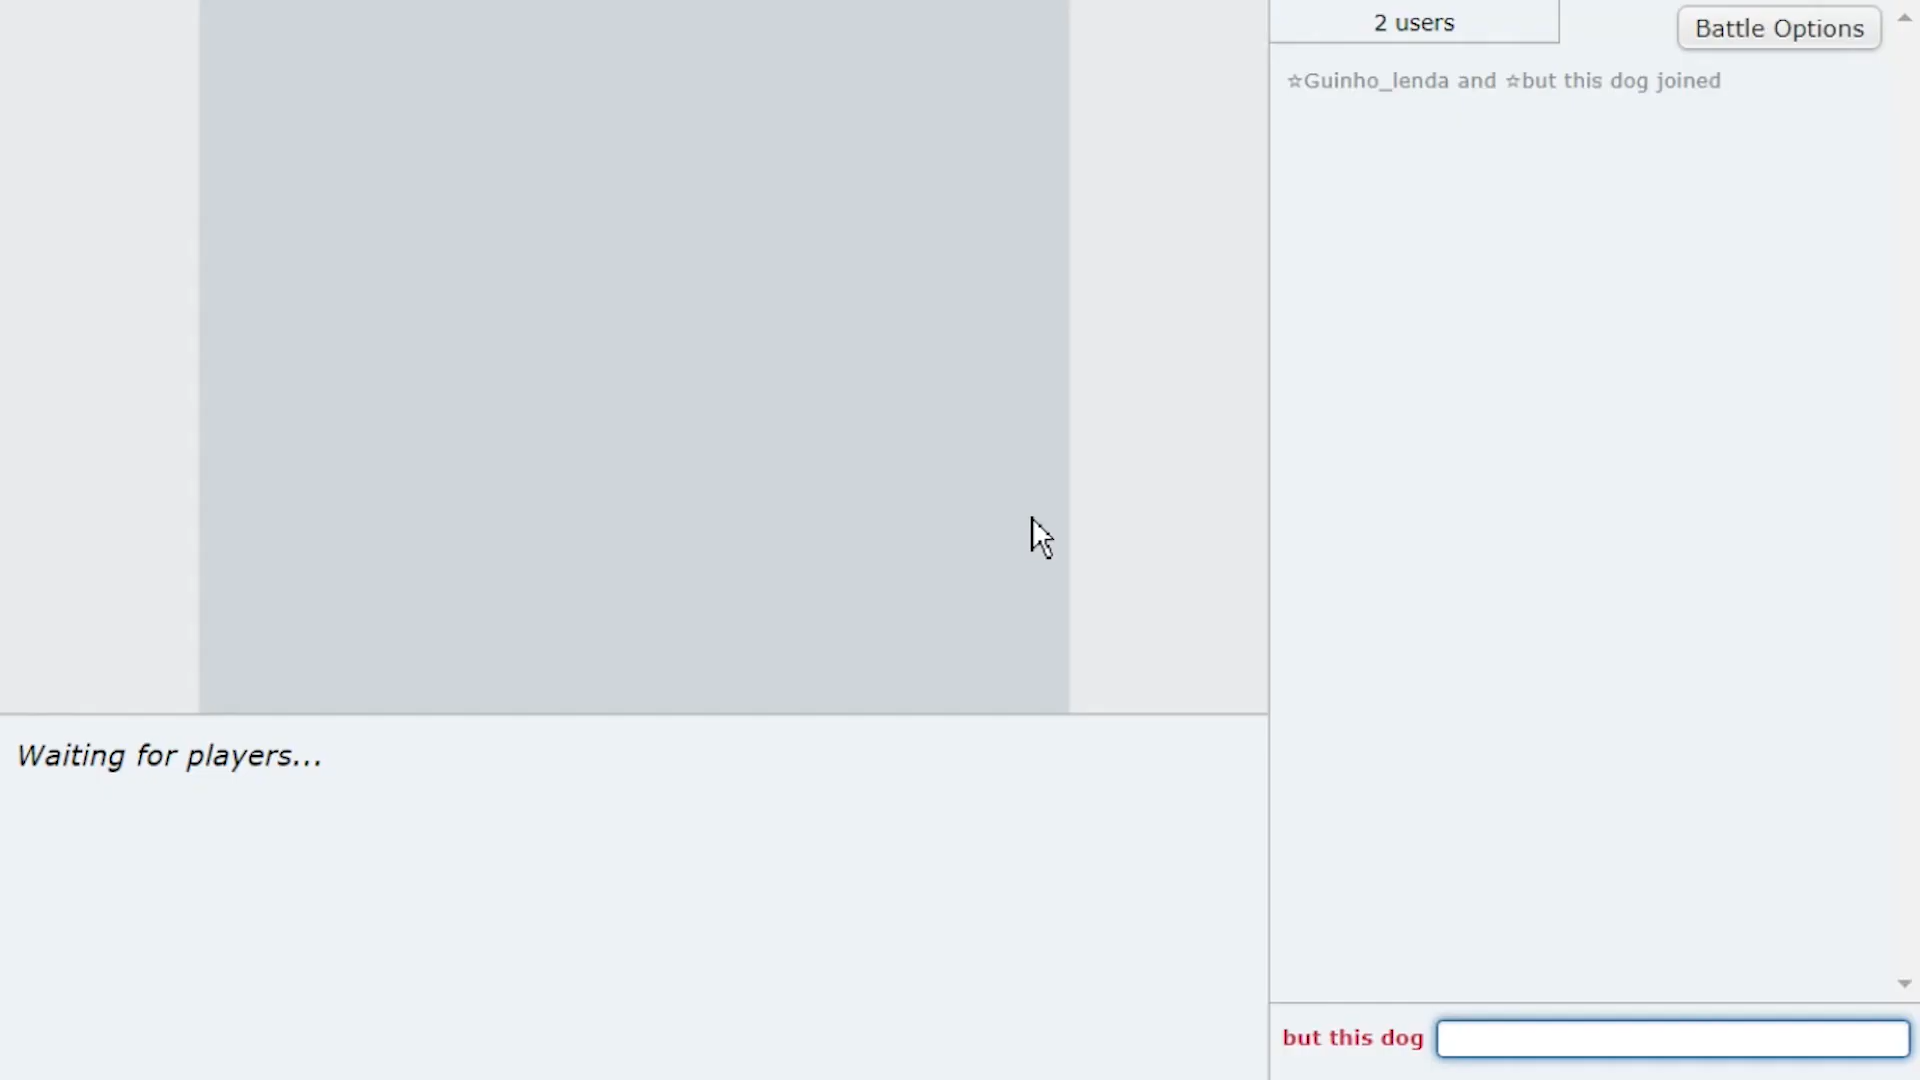 2 users
Battle Options
☆Guinho_lenda and ☆but this dog joined
Waiting for players...
but this dog